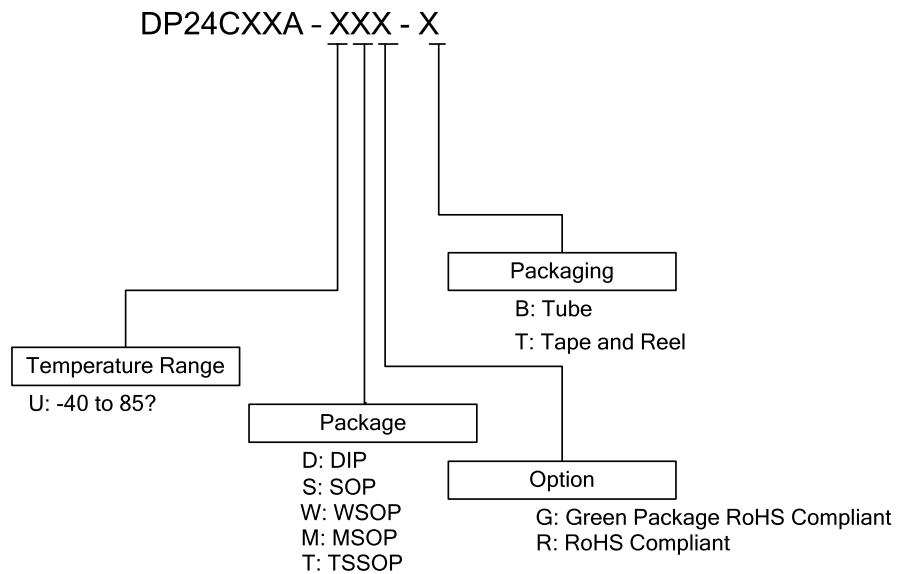 DP24CXXA - XXX - X
Packaging
B: Tube
T: Tape and Reel
Temperature Range
U: -40 to 85?
Package
D: DIP
S: SOP
W: WSOP
M: MSOP
T: TSSOP
Option
G: Green Package RoHS Compliant
R: RoHS Compliant